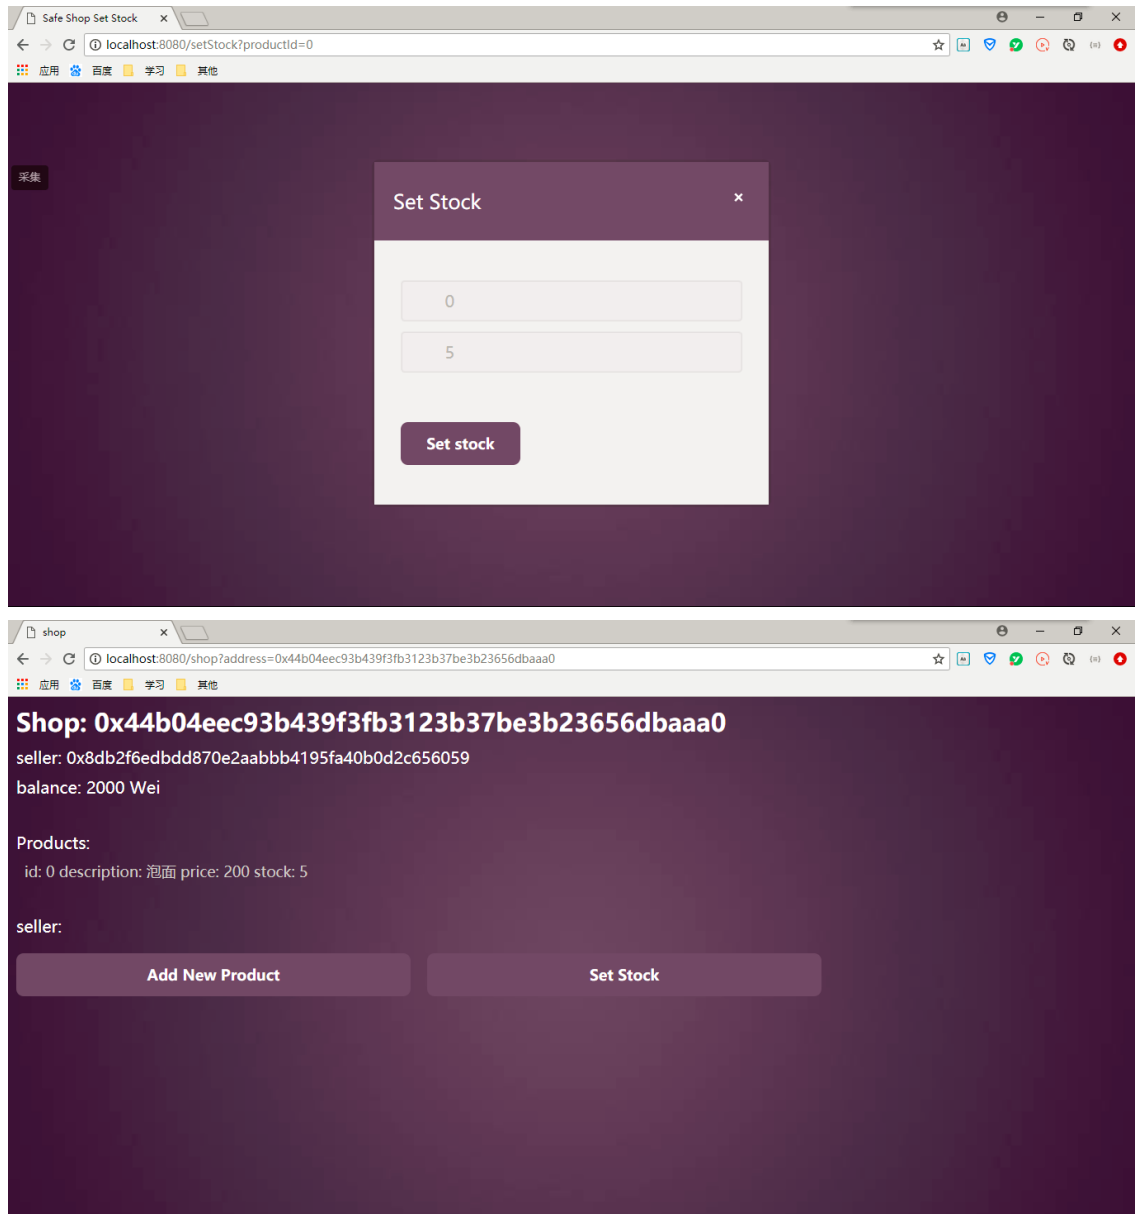 Safe Shop Set Stock
localhost:8080/setStock?productId=0
应用 百度 学习 其他
采集
Set Stock ×
0
5
Set stock
shop
localhost:8080/shop?address=0x44b04eec93b439f3fb3123b37be3b23656dbaaa0
应用 百度 学习 其他
Shop: 0x44b04eec93b439f3fb3123b37be3b23656dbaaa0
seller: 0x8db2f6edbdd870e2aabbb4195fa40b0d2c656059
balance: 2000 Wei
Products:
id: 0 description: 泡面 price: 200 stock: 5
seller:
Add New Product Set Stock